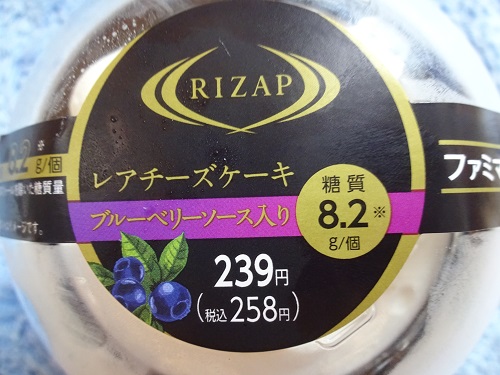 RIZAP
8.2※
g/個
レアチーズケーキ
ブルーベリーソース入り
糖質
8.2※
g/個
239円
(税込258円)
ファミマ